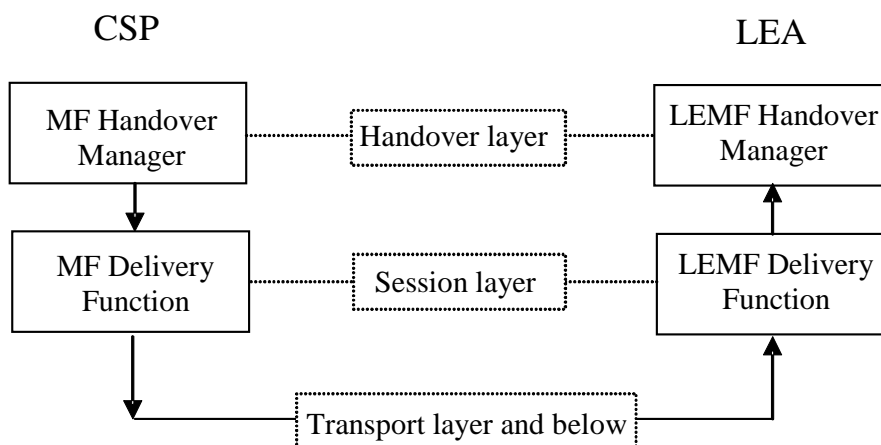 CSP
LEA
MF Handover
Manager
Handover layer
LEMF Handover
Manager
MF Delivery
Function
Session layer
LEMF Delivery
Function
Transport layer and below